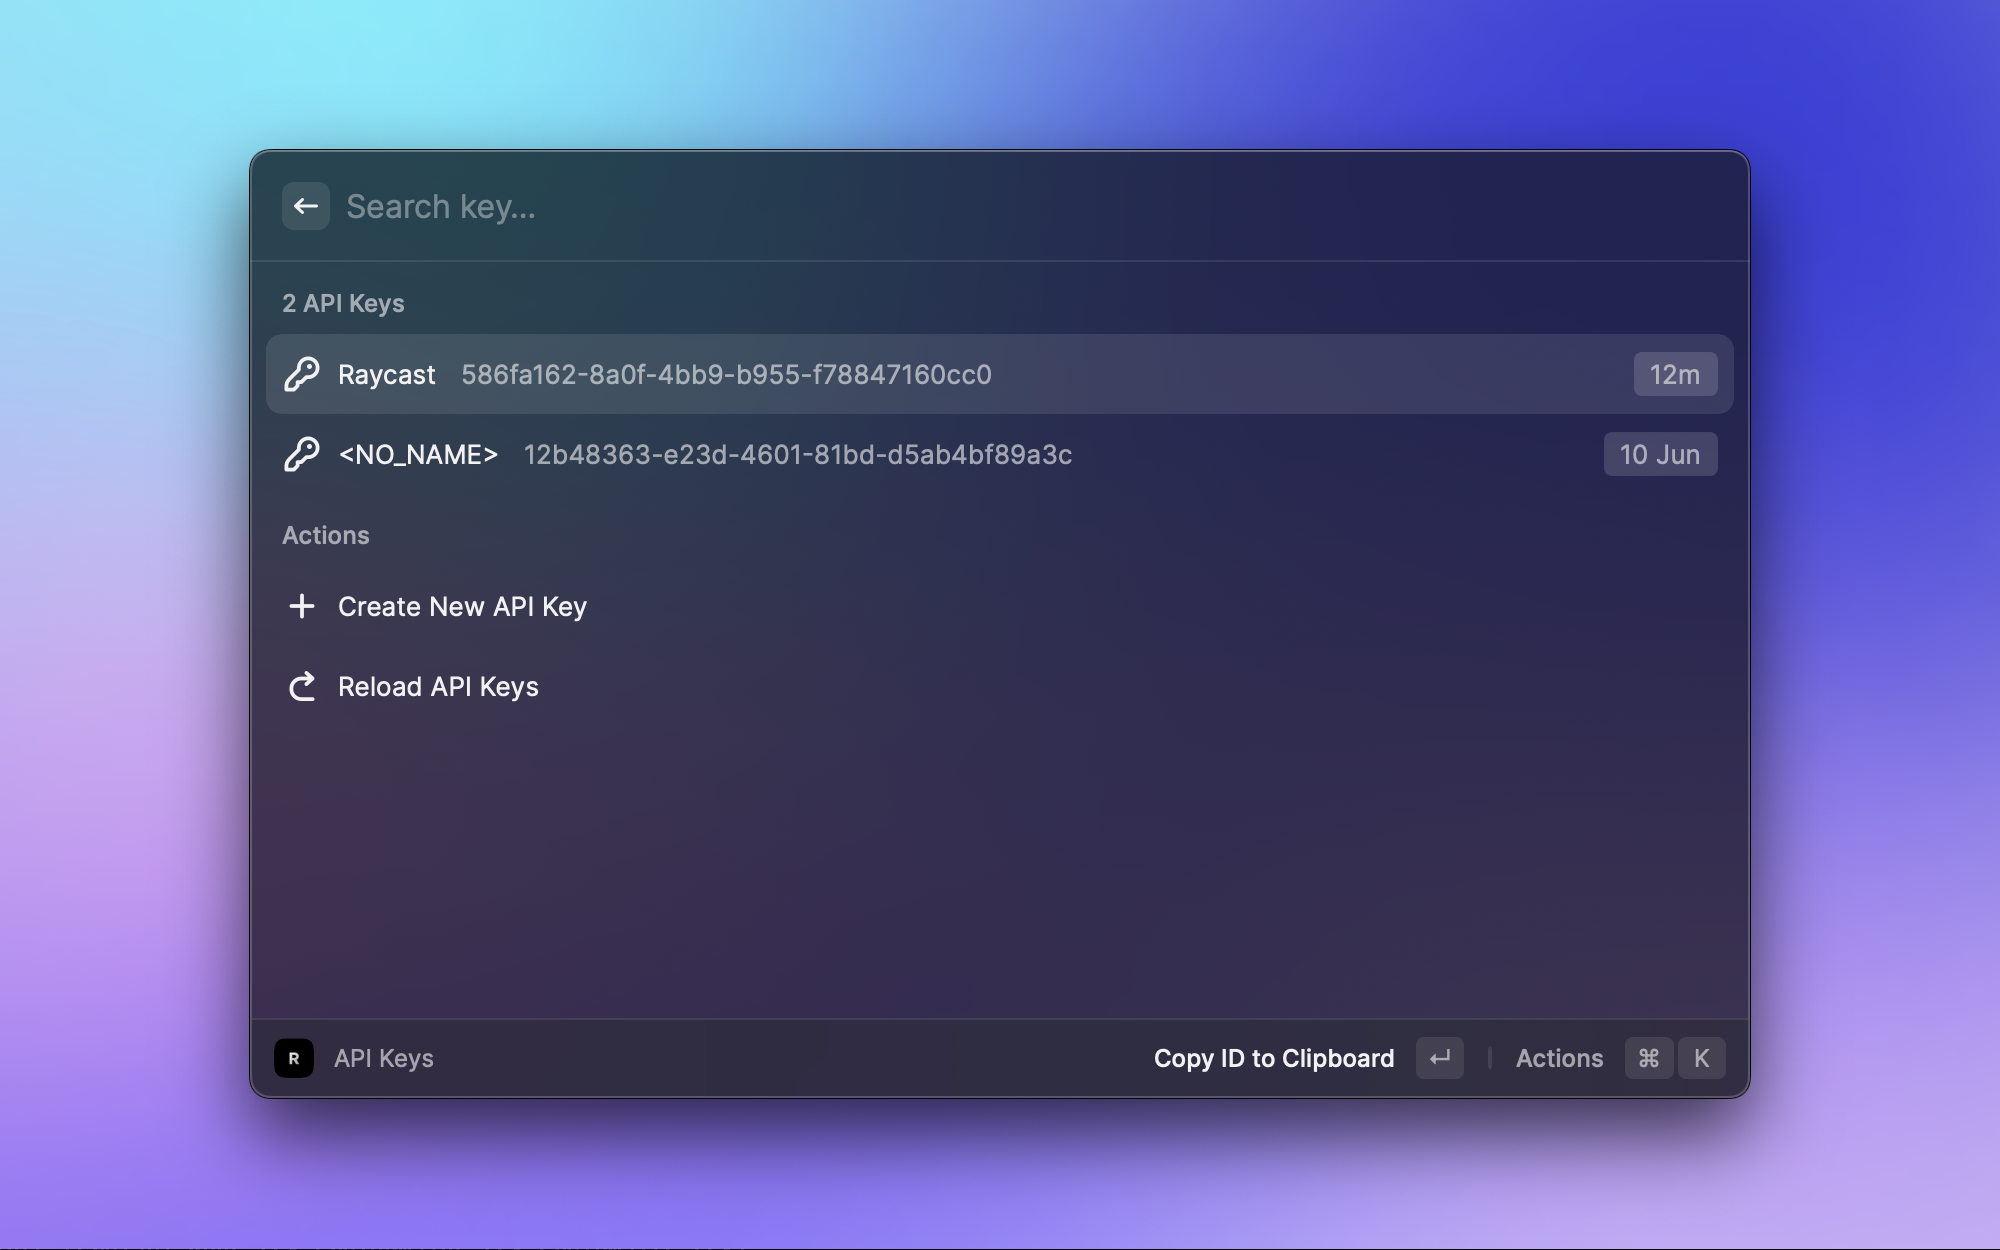 Search key...
2 API Keys
Raycast 586fa162-8a0f-4bb9-b955-f78847160cc0 12m
<NO_NAME> 12b48363-e23d-4601-81bd-d5ab4bf89a3c 10 Jun
Actions
Create New API Key
Reload API Keys
R API Keys Copy ID to Clipboard ↵ Actions ⌘ K